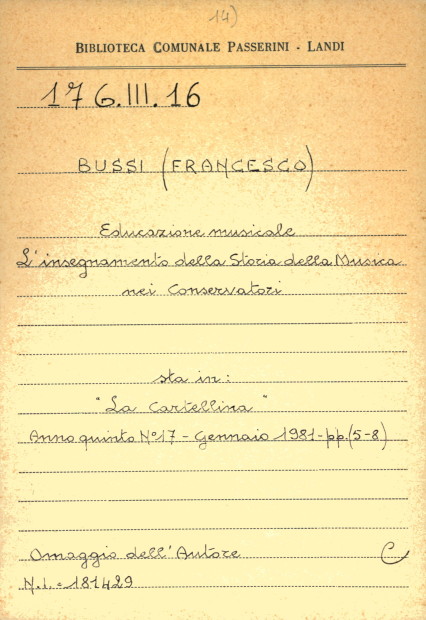 14)
BIBLIOTECA COMUNALE PASSERINI - LANDI
176.III.16
BUSSI (FRANCESCO)
Educazione musicale
L'insegnamento della Storia della Musica
nei Conservatori
sta in:
"La Cartellina"
Anno quinto N° 17 - Gennaio 1981 - pp. (5-8)
Omaggio dell'Autore C
N.i. = 181429